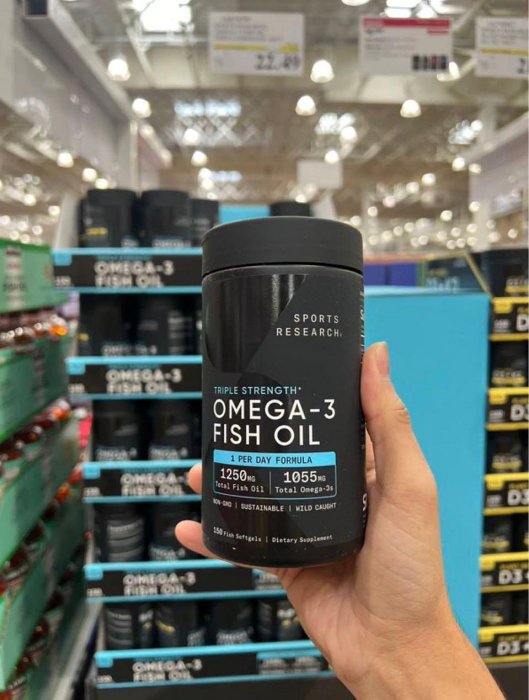 22.49
SPORTS
RESEARCH®
TRIPLE STRENGTH*
OMEGA-3
FISH OIL
1 PER DAY FORMULA
1250MG
Total Fish Oil
1055MG
Total Omega-3s
NON-GMO | SUSTAINABLE | WILD CAUGHT
150 Fish Softgels | Dietary Supplement
OMEGA-3
FISH OIL
OMEGA-3
FISH OIL
OMEGA-3
FISH OIL
OMEGA-3
FISH OIL
OMEGA-3
FISH OIL
D3
D3
D3
D3